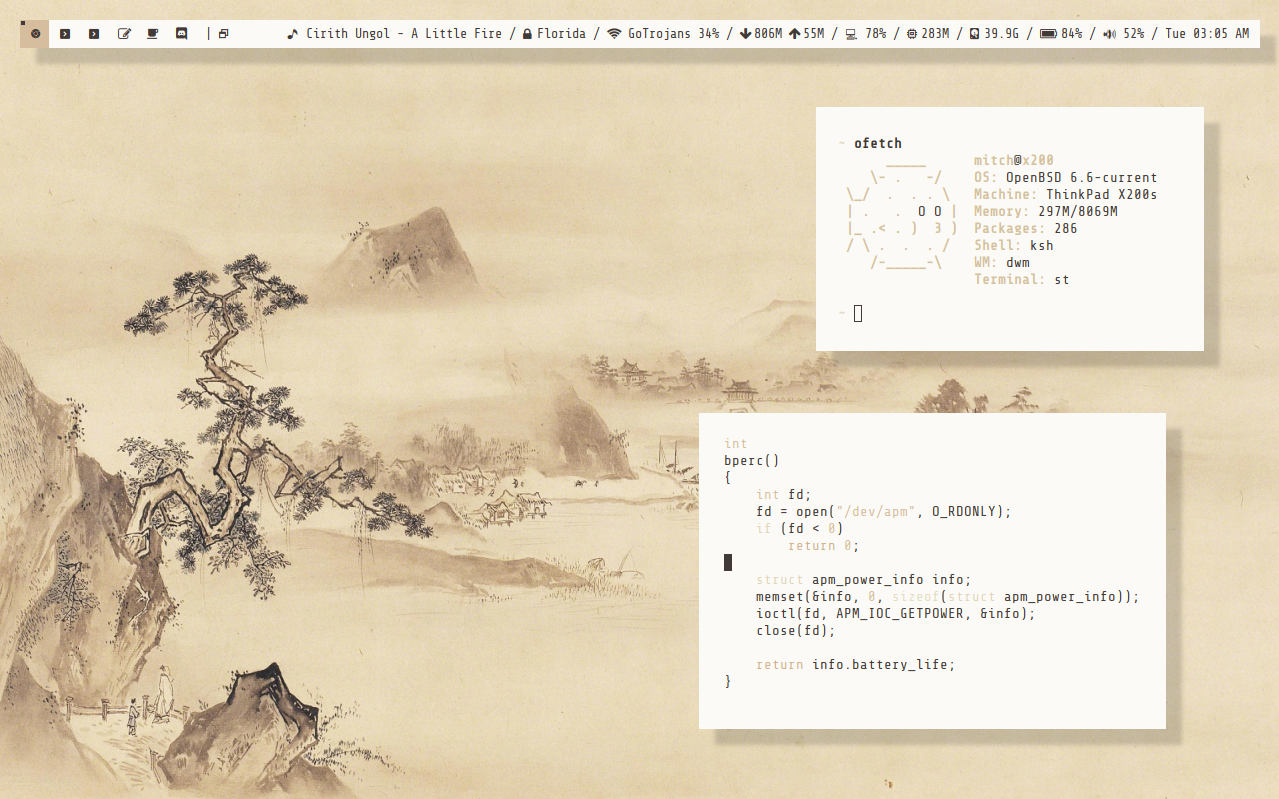 | Cirith Ungol - A Little Fire / Florida / GoTrojans 34% / 806M 55M / 78% / 283M / 39.9G / 84% / 52% / Tue 03:05 AM
~ ofetch
      _____      mitch@x200
    \- .   -/    OS: OpenBSD 6.6-current
 \_/  .  . . \   Machine: ThinkPad X200s
 | .   .  O O |  Memory: 297M/8069M
 |_ .< . )  3 )  Packages: 286
 / \ .  .  . /   Shell: ksh
    /-_____-\    WM: dwm
                 Terminal: st
~
int
bperc()
{
    int fd;
    fd = open("/dev/apm", O_RDONLY);
    if (fd < 0)
        return 0;
    struct apm_power_info info;
    memset(&info, 0, sizeof(struct apm_power_info));
    ioctl(fd, APM_IOC_GETPOWER, &info);
    close(fd);
    return info.battery_life;
}